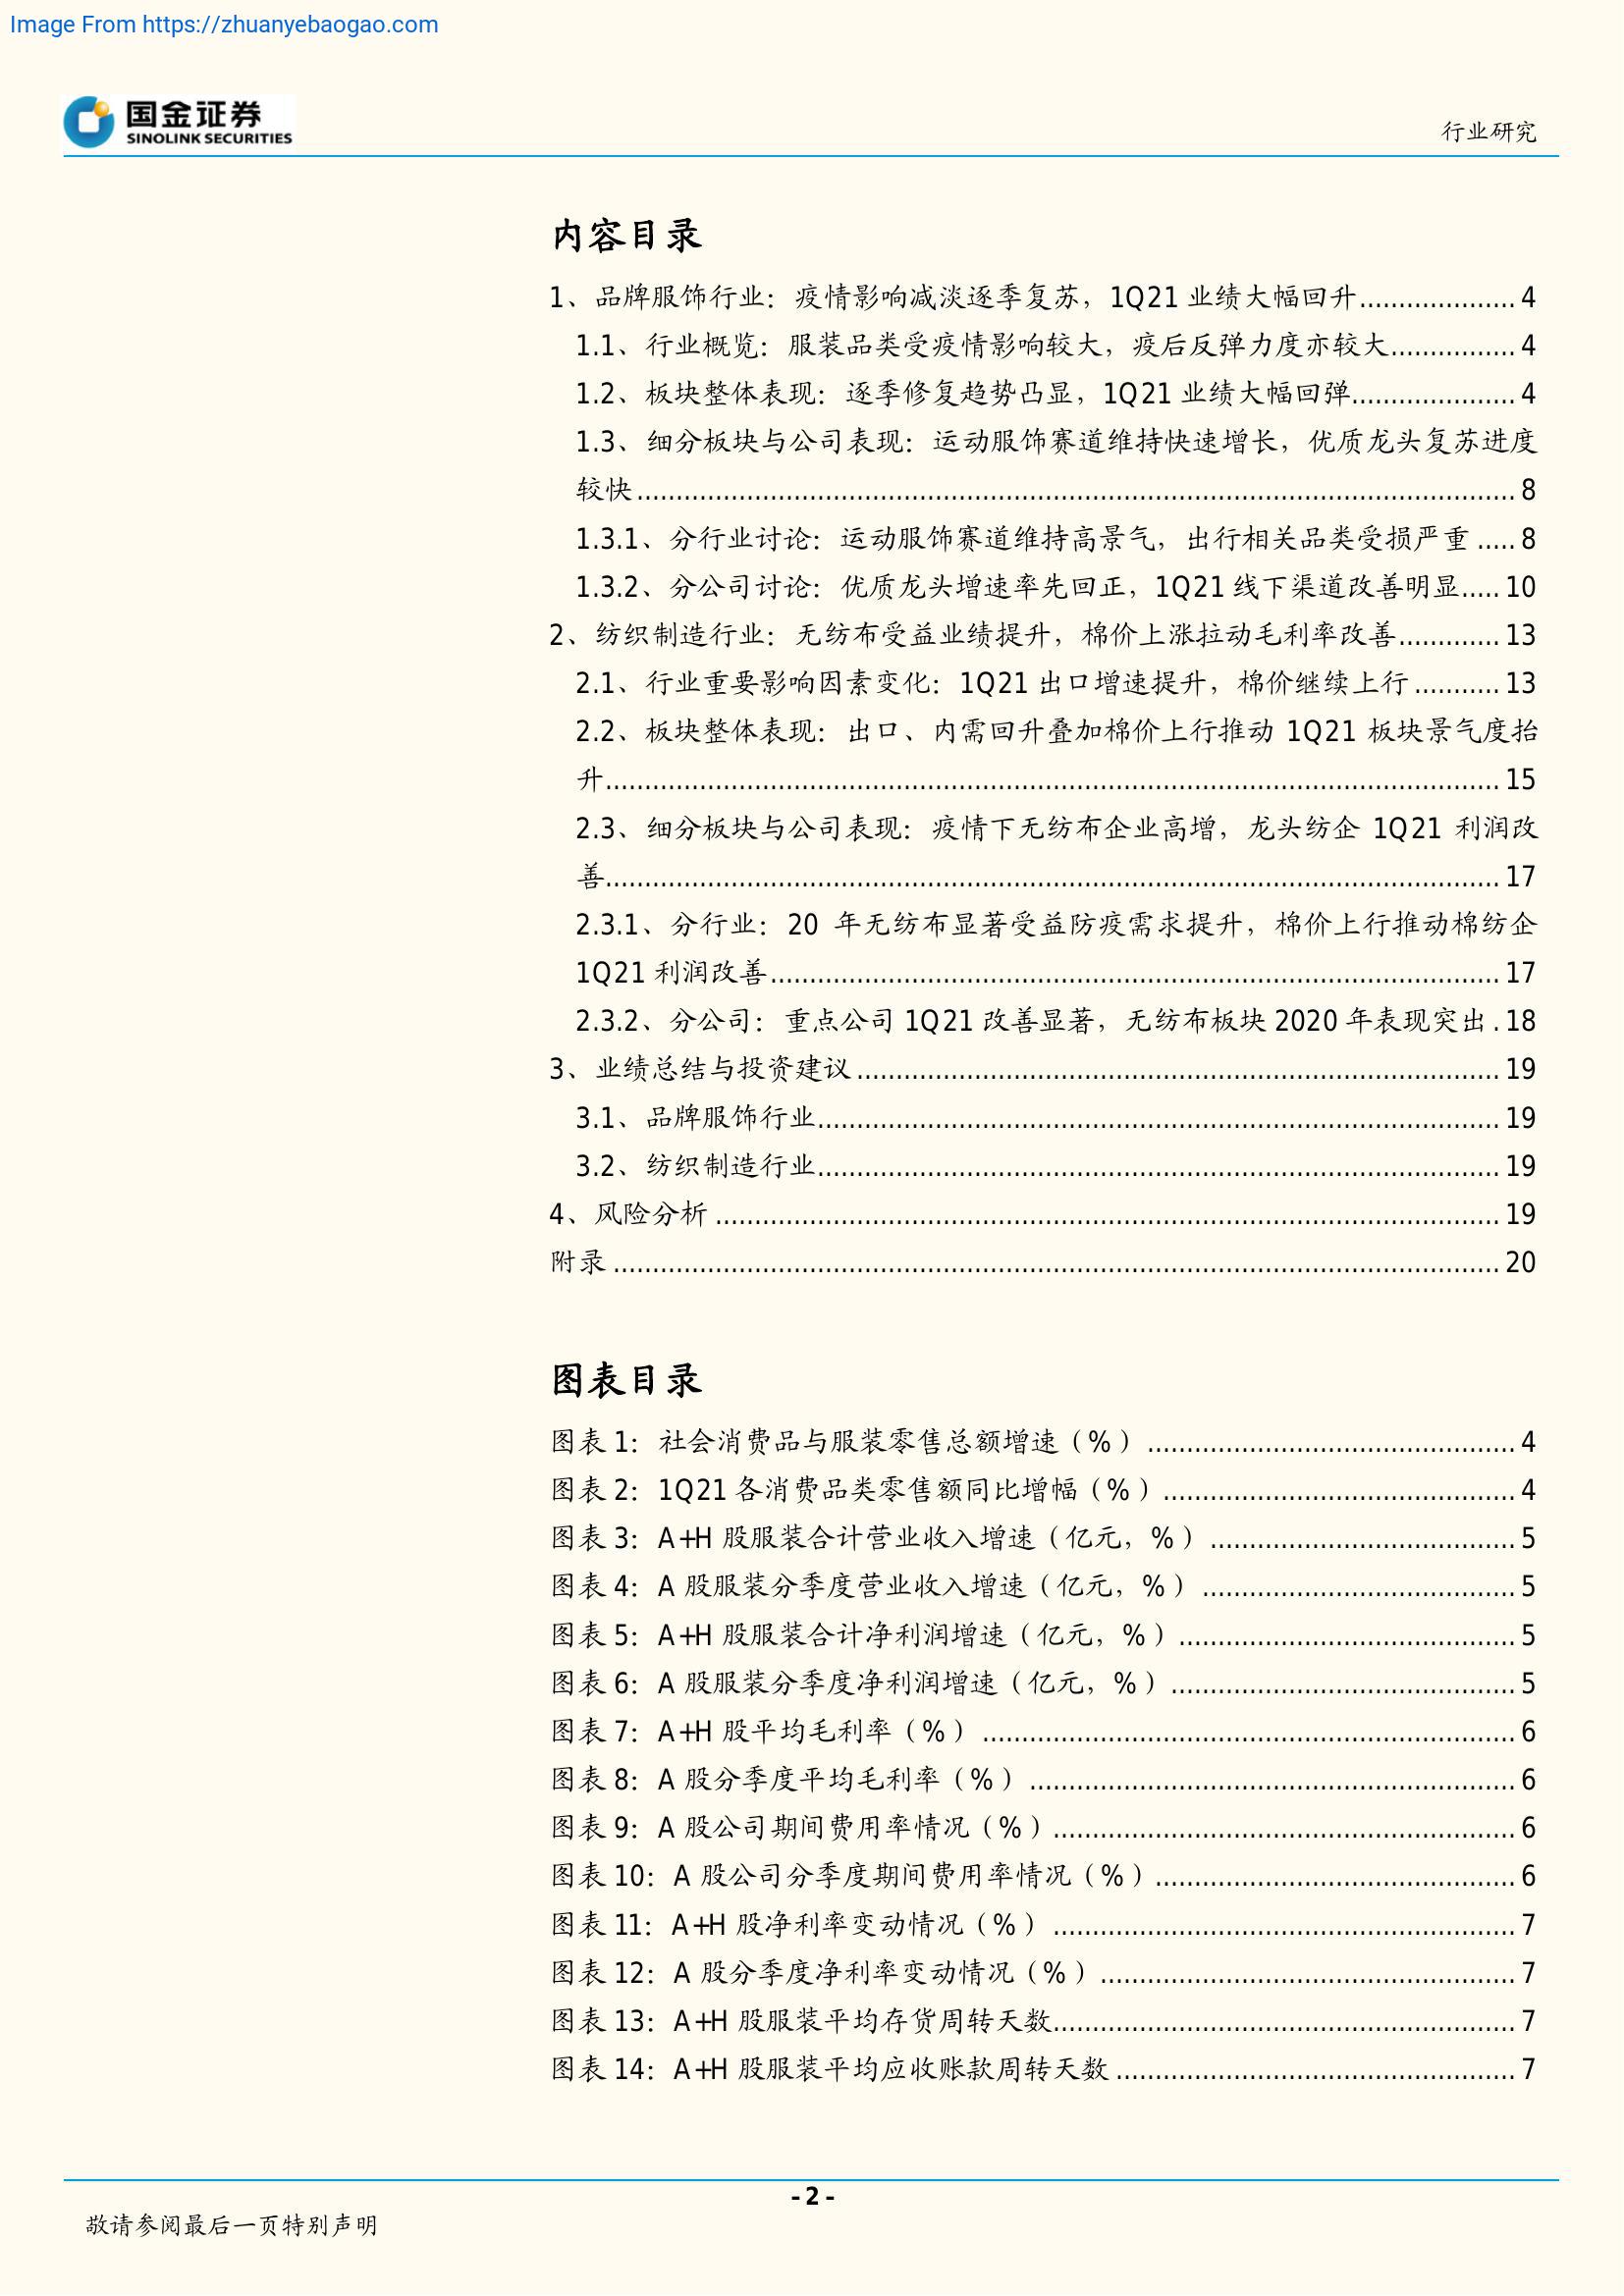 Image From https://zhuanyebaogao.com
国金证券
SINOLINK SECURITIES
行业研究
内容目录
1、品牌服饰行业：疫情影响减淡逐季复苏，1Q21 业绩大幅回升.................... 4
1.1、行业概览：服装品类受疫情影响较大，疫后反弹力度亦较大................ 4
1.2、板块整体表现：逐季修复趋势凸显，1Q21 业绩大幅回弹..................... 4
1.3、细分板块与公司表现：运动服饰赛道维持快速增长，优质龙头复苏进度
较快................................................................................................................ 8
1.3.1、分行业讨论：运动服饰赛道维持高景气，出行相关品类受损严重 ..... 8
1.3.2、分公司讨论：优质龙头增速率先回正，1Q21 线下渠道改善明显..... 10
2、纺织制造行业：无纺布受益业绩提升，棉价上涨拉动毛利率改善............. 13
2.1、行业重要影响因素变化：1Q21 出口增速提升，棉价继续上行 ........... 13
2.2、板块整体表现：出口、内需回升叠加棉价上行推动 1Q21 板块景气度抬
升.................................................................................................................. 15
2.3、细分板块与公司表现：疫情下无纺布企业高增，龙头纺企 1Q21 利润改
善.................................................................................................................. 17
2.3.1、分行业：20 年无纺布显著受益防疫需求提升，棉价上行推动棉纺企
1Q21 利润改善............................................................................................. 17
2.3.2、分公司：重点公司 1Q21 改善显著，无纺布板块 2020 年表现突出 . 18
3、业绩总结与投资建议 .................................................................................. 19
3.1、品牌服饰行业....................................................................................... 19
3.2、纺织制造行业....................................................................................... 19
4、风险分析 .................................................................................................... 19
附录 ................................................................................................................. 20
图表目录
图表 1：社会消费品与服装零售总额增速（%） ............................................... 4
图表 2：1Q21 各消费品类零售额同比增幅（%）............................................. 4
图表 3：A+H 股服装合计营业收入增速（亿元，%） ....................................... 5
图表 4：A 股服装分季度营业收入增速（亿元，%） ........................................ 5
图表 5：A+H 股服装合计净利润增速（亿元，%）........................................... 5
图表 6：A 股服装分季度净利润增速（亿元，%）............................................ 5
图表 7：A+H 股平均毛利率（%） .................................................................... 6
图表 8：A 股分季度平均毛利率（%） .............................................................. 6
图表 9：A 股公司期间费用率情况（%）........................................................... 6
图表 10：A 股公司分季度期间费用率情况（%）.............................................. 6
图表 11：A+H 股净利率变动情况（%） ........................................................... 7
图表 12：A 股分季度净利率变动情况（%）..................................................... 7
图表 13：A+H 股服装平均存货周转天数........................................................... 7
图表 14：A+H 股服装平均应收账款周转天数 ................................................... 7
- 2 -
敬请参阅最后一页特别声明